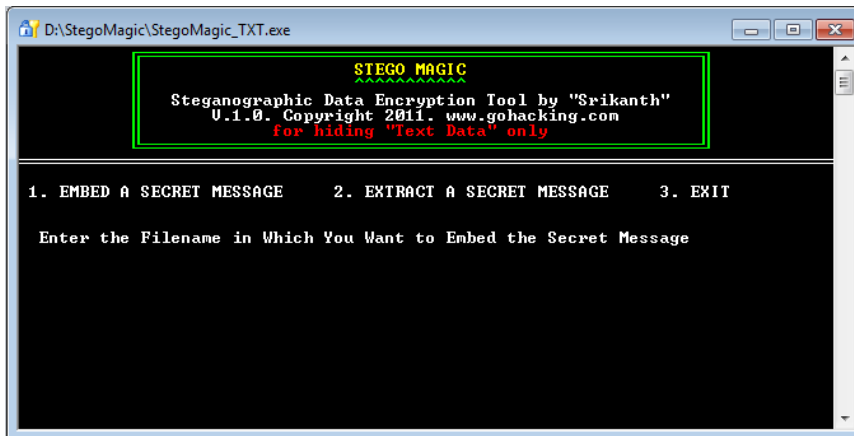 D:\StegoMagic\StegoMagic_TXT.exe
STEGO MAGIC
^^^^^^^^^^^
Steganographic Data Encryption Tool by "Srikanth"
V.1.0. Copyright 2011. www.gohacking.com
for hiding "Text Data" only
1. EMBED A SECRET MESSAGE 2. EXTRACT A SECRET MESSAGE 3. EXIT
Enter the Filename in Which You Want to Embed the Secret Message